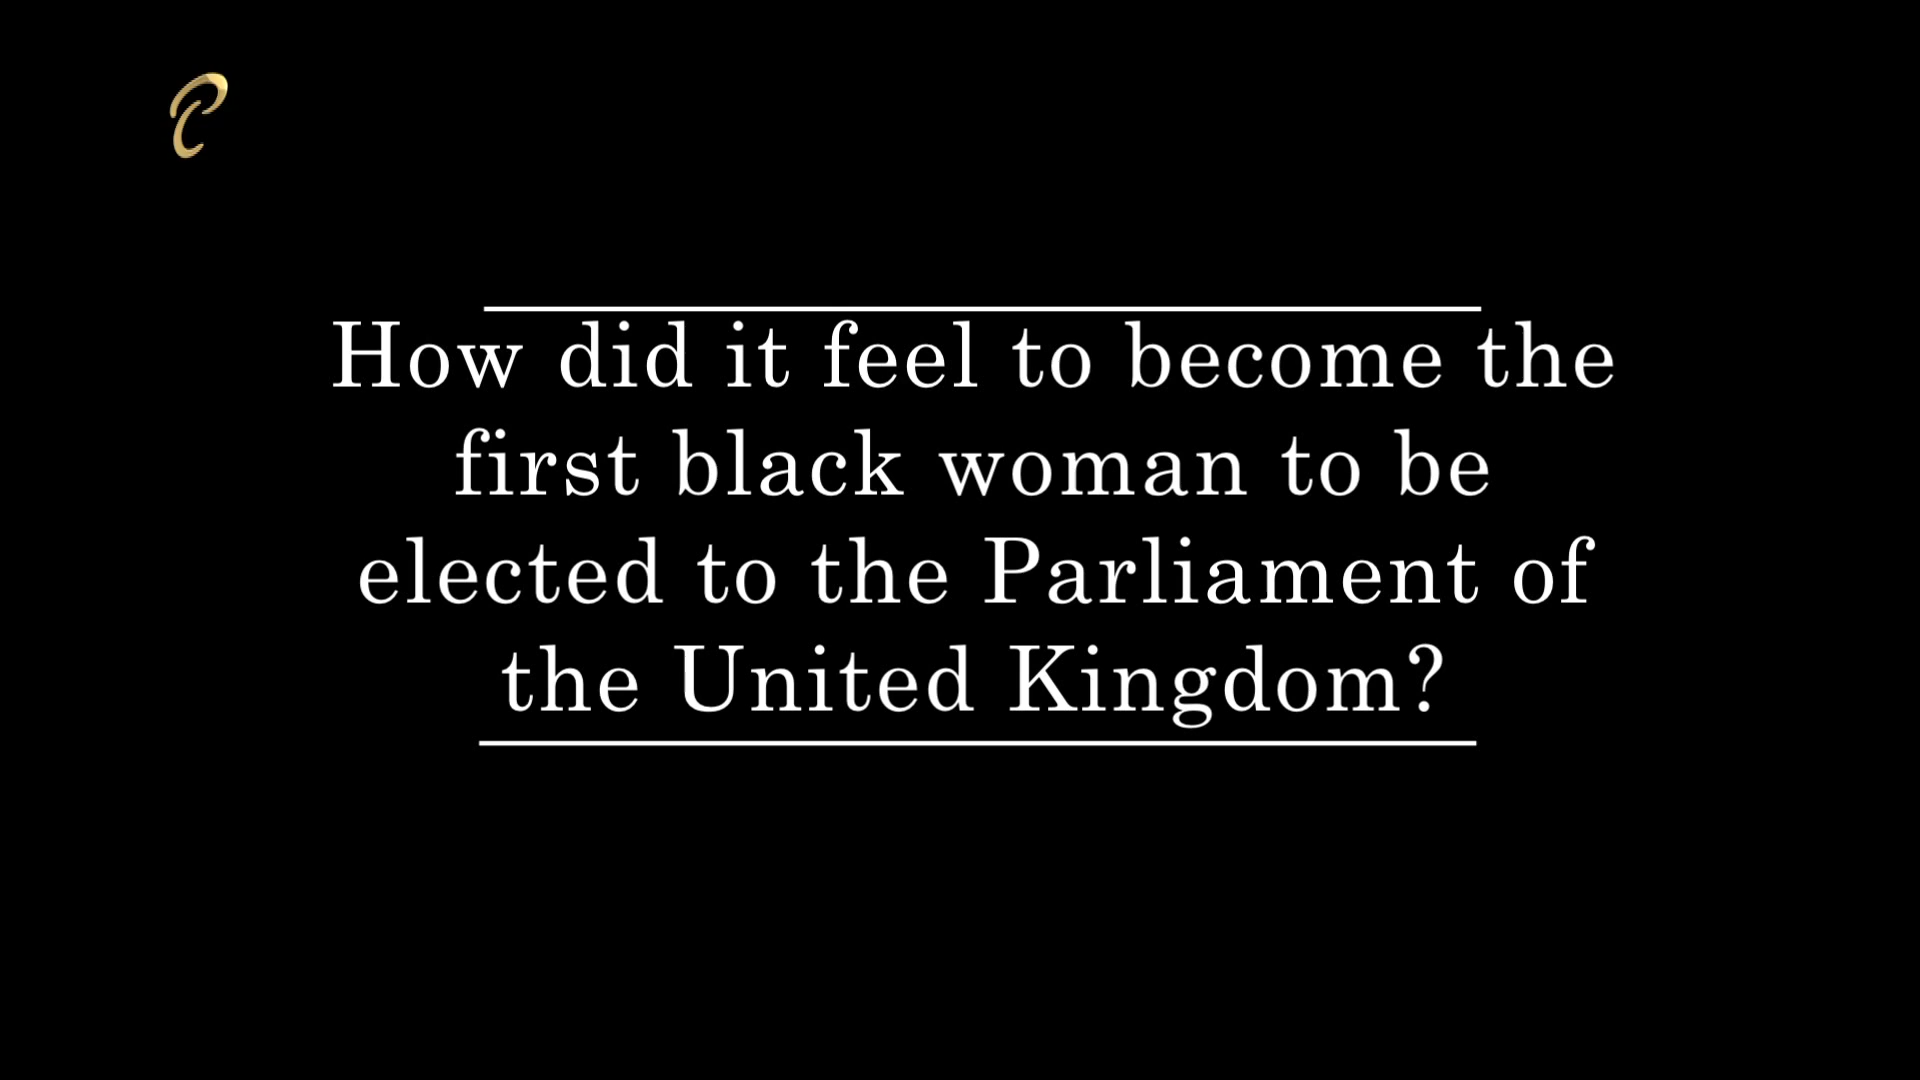 How did it feel to become the
first black woman to be
elected to the Parliament of
the United Kingdom?